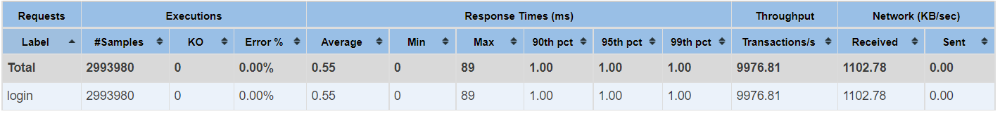 Requests Executions Response Times (ms) Throughput Network (KB/sec)
Label #Samples KO Error % Average Min Max 90th pct 95th pct 99th pct Transactions/s Received Sent
Total 2993980 0 0.00% 0.55 0 89 1.00 1.00 1.00 9976.81 1102.78 0.00
login 2993980 0 0.00% 0.55 0 89 1.00 1.00 1.00 9976.81 1102.78 0.00